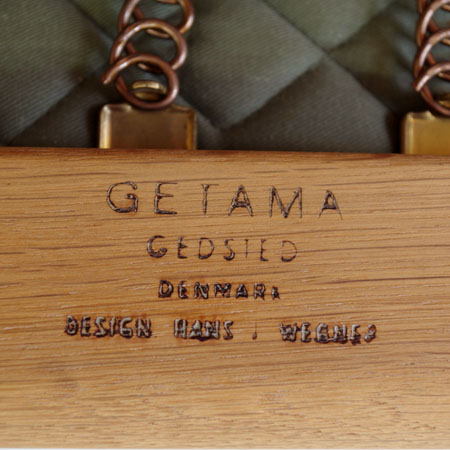 GETAMA
GEDSTED
DENMARK
DESIGN HANS . WEGNER